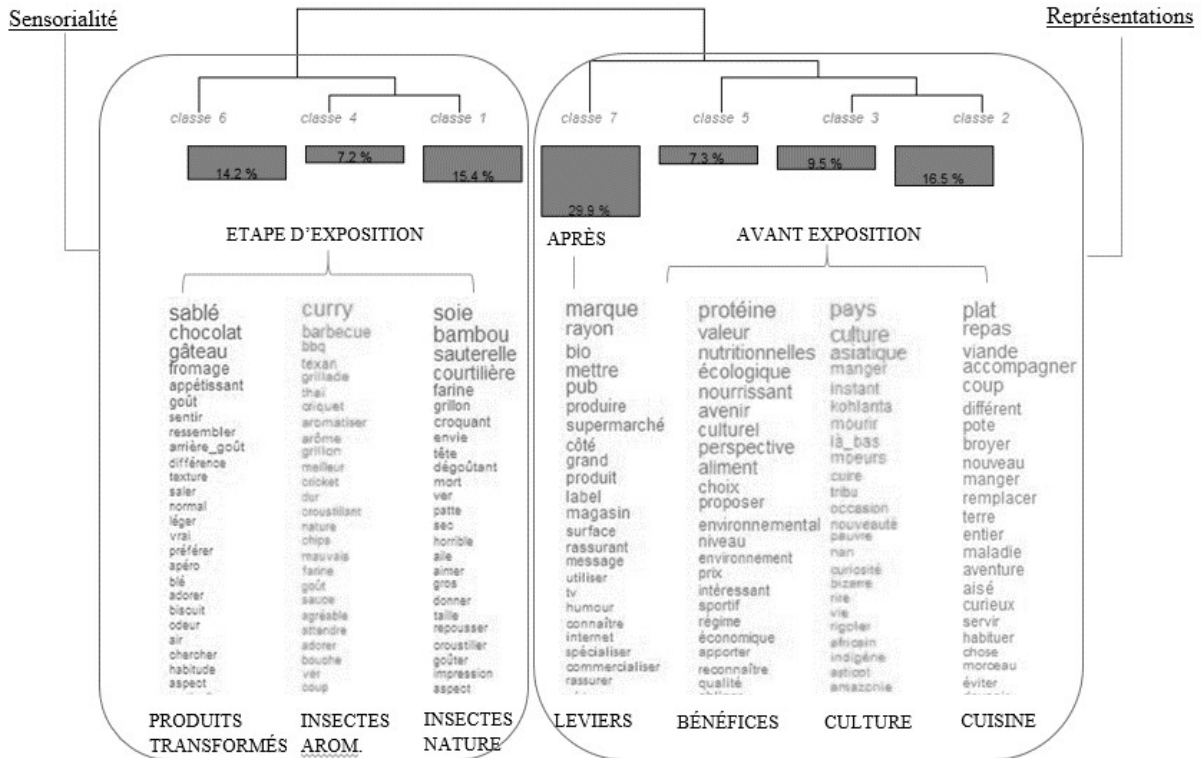 Sensorialité
Représentations
classe 6
classe 4
classe 1
classe 7
classe 5
classe 3
classe 2
14.2 %
7.2 %
15.4 %
29.9 %
7.3 %
9.5 %
16.5 %
ETAPE D'EXPOSITION
APRÈS
AVANT EXPOSITION
sablé
chocolat
gâteau
fromage
appétissant
goût
sentir
ressembler
arrière_goût
différence
texture
saler
normal
léger
vrai
préférer
apéro
blé
adorer
biscuit
odeur
air
chercher
habitude
aspect
curry
barbecue
bbq
texan
grillade
thaï
criquet
aromatiser
arôme
grillon
meilleur
cricket
dur
croustillant
nature
chips
mauvais
farine
goût
sauce
agréable
attendre
adorer
bouche
ver
coup
soie
bambou
sauterelle
courtilière
farine
grillon
croquant
envie
tête
dégoûtant
mort
ver
patte
sec
horrible
aile
aimer
gros
donner
taille
repousser
croustiller
goûter
impression
aspect
marque
rayon
bio
mettre
pub
produire
supermarché
côté
grand
produit
label
magasin
surface
rassurant
message
utiliser
tv
humour
connaître
internet
spécialiser
commercialiser
rassurer
protéine
valeur
nutritionnelles
écologique
nourrissant
avenir
culturel
perspective
aliment
choix
proposer
environnemental
niveau
environnement
prix
intéressant
sportif
régime
économique
apporter
reconnaître
qualité
pays
culture
asiatique
manger
instant
kohlanta
mourir
là_bas
moeurs
cuire
tribu
occasion
nouveauté
pauvre
nan
curiosité
bizarre
rire
vie
rigoler
africain
indigène
asticot
amazonie
plat
repas
viande
accompagner
coup
différent
pote
broyer
nouveau
manger
remplacer
terre
entier
maladie
aventure
aisé
curieux
servir
habituer
chose
morceau
éviter
PRODUITS
TRANSFORMÉS
INSECTES
AROM.
INSECTES
NATURE
LEVIERS
BÉNÉFICES
CULTURE
CUISINE